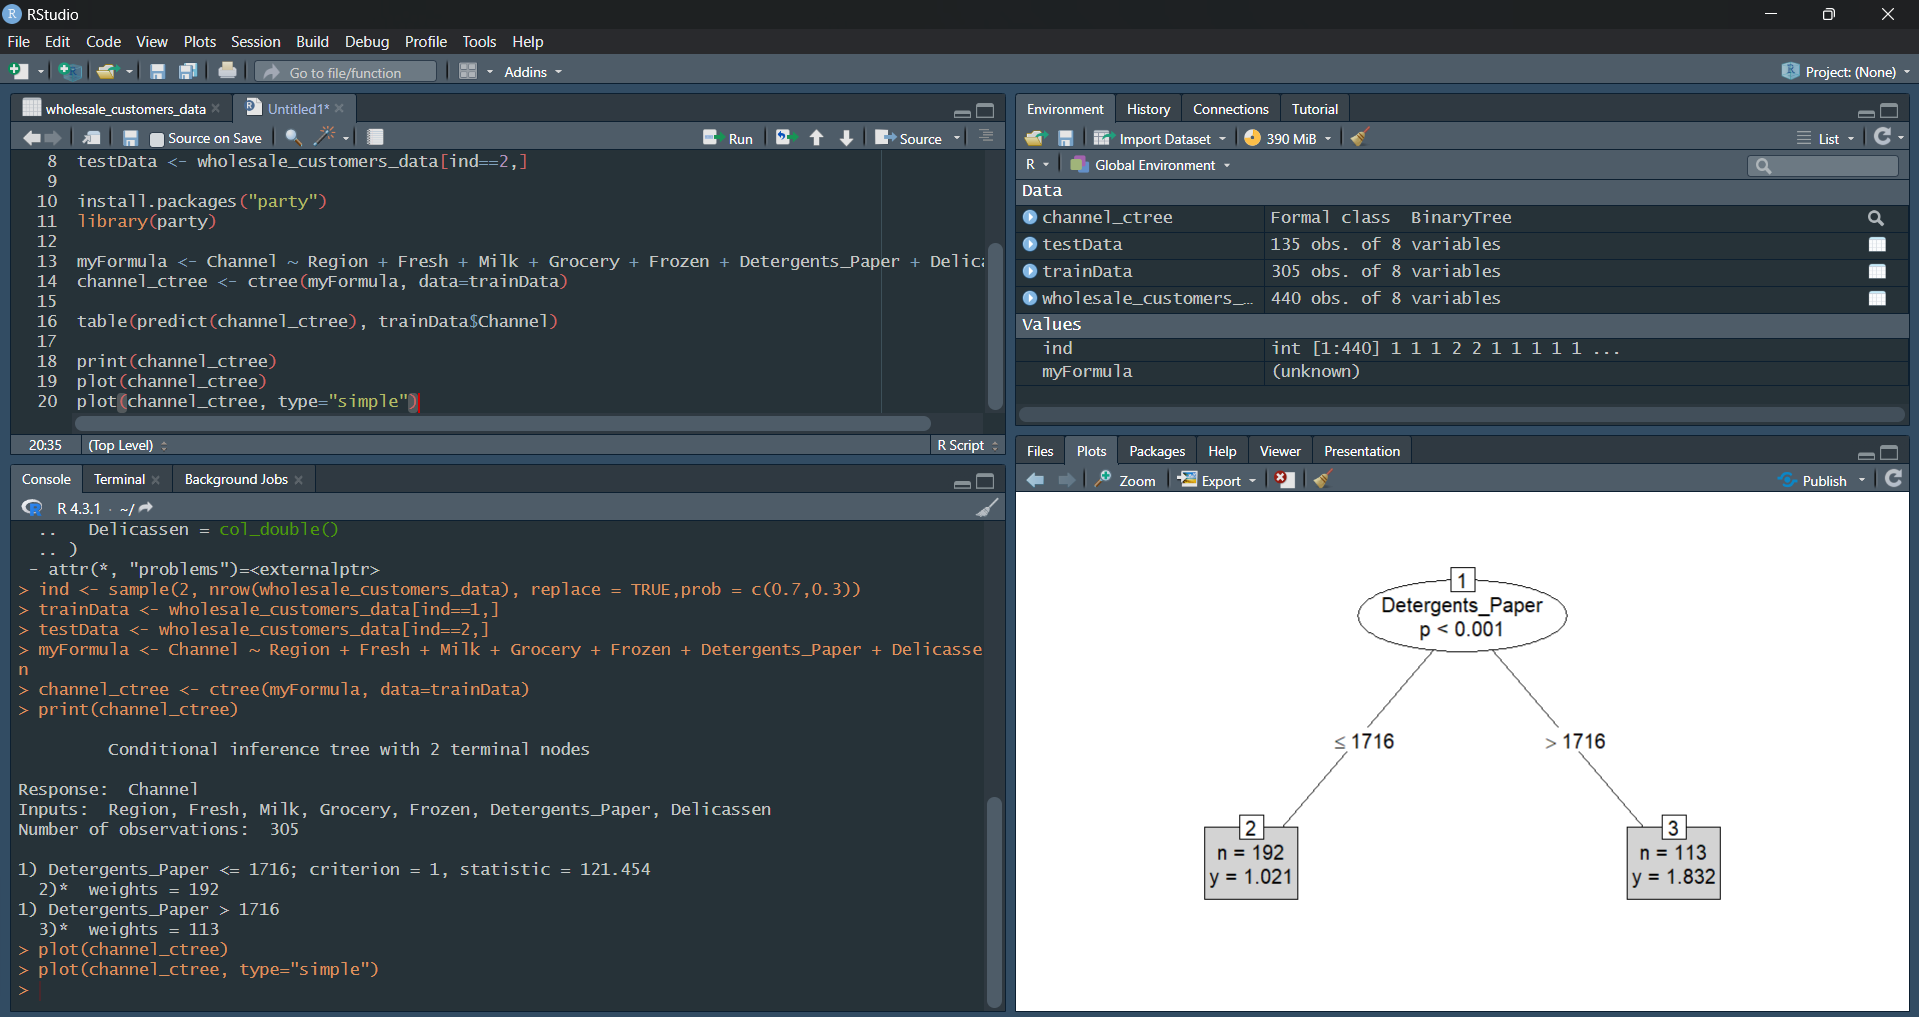 RStudio
File Edit Code View Plots Session Build Debug Profile Tools Help
Go to file/function Addins Project: (None)
wholesale_customers_data Untitled1*
Source on Save Run Source
8 testData <- wholesale_customers_data[ind==2,]
9
10 install.packages("party")
11 library(party)
12
13 myFormula <- Channel ~ Region + Fresh + Milk + Grocery + Frozen + Detergents_Paper + Delic
14 channel_ctree <- ctree(myFormula, data=trainData)
15
16 table(predict(channel_ctree), trainData$Channel)
17
18 print(channel_ctree)
19 plot(channel_ctree)
20 plot(channel_ctree, type="simple")
20:35 (Top Level) R Script
Console Terminal Background Jobs
R 4.3.1 · ~/
.. Delicassen = col_double()
.. )
- attr(*, "problems")=<externalptr>
> ind <- sample(2, nrow(wholesale_customers_data), replace = TRUE,prob = c(0.7,0.3))
> trainData <- wholesale_customers_data[ind==1,]
> testData <- wholesale_customers_data[ind==2,]
> myFormula <- Channel ~ Region + Fresh + Milk + Grocery + Frozen + Detergents_Paper + Delicasse
n
> channel_ctree <- ctree(myFormula, data=trainData)
> print(channel_ctree)
Conditional inference tree with 2 terminal nodes
Response: Channel
Inputs: Region, Fresh, Milk, Grocery, Frozen, Detergents_Paper, Delicassen
Number of observations: 305
1) Detergents_Paper <= 1716; criterion = 1, statistic = 121.454
2)* weights = 192
1) Detergents_Paper > 1716
3)* weights = 113
> plot(channel_ctree)
> plot(channel_ctree, type="simple")
>
Environment History Connections Tutorial
Import Dataset 390 MiB List
R Global Environment
Data
channel_ctree Formal class BinaryTree
testData 135 obs. of 8 variables
trainData 305 obs. of 8 variables
wholesale_customers_… 440 obs. of 8 variables
Values
ind int [1:440] 1 1 1 2 2 1 1 1 1 1 ...
myFormula (unknown)
Files Plots Packages Help Viewer Presentation
Zoom Export Publish
1
Detergents_Paper
p < 0.001
≤ 1716 > 1716
2 3
n = 192 n = 113
y = 1.021 y = 1.832